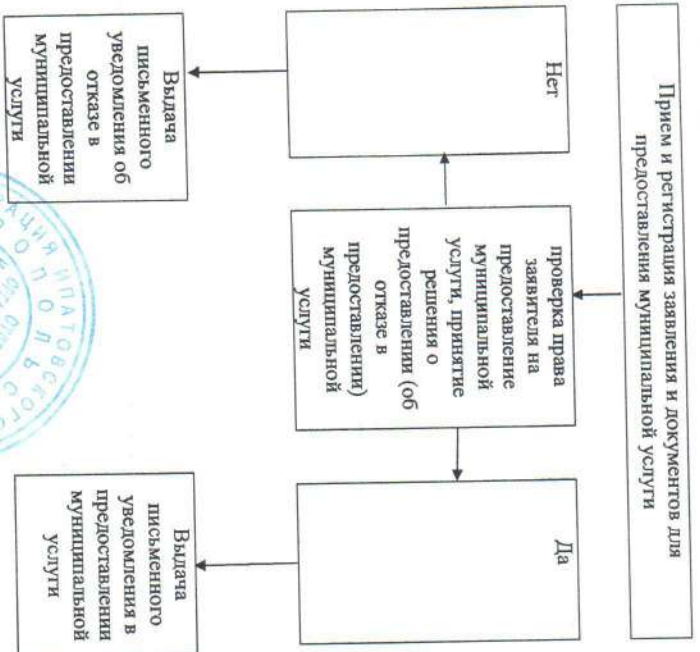 Прием и регистрация заявления и документов для
предоставления муниципальной услуги
Нет
проверка права
заявителя на
предоставление
муниципальной
услуги, принятие
решения о
предоставлении (об
отказе в
предоставлении)
муниципальной
услуги
Да
Выдача
письменного
уведомления об
отказе в
предоставлении
муниципальной
услуги
Выдача
письменного
уведомления в
предоставлении
муниципальной
услуги
ИПАТОВСКОГО